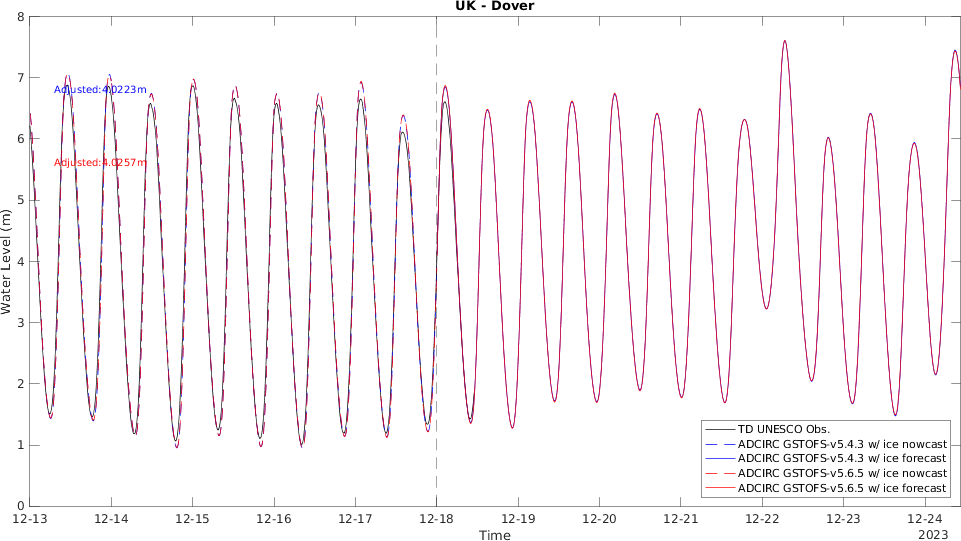 UK - Dover
8
7
6
5
4
3
2
1
0
Water Level (m)
Adjusted:4.0223m
Adjusted:4.0257m
TD UNESCO Obs.
ADCIRC GSTOFS-v5.4.3 w/ ice nowcast
ADCIRC GSTOFS-v5.4.3 w/ ice forecast
ADCIRC GSTOFS-v5.6.5 w/ ice nowcast
ADCIRC GSTOFS-v5.6.5 w/ ice forecast
12-13 12-14 12-15 12-16 12-17 12-18 12-19 12-20 12-21 12-22 12-23 12-24
Time
2023